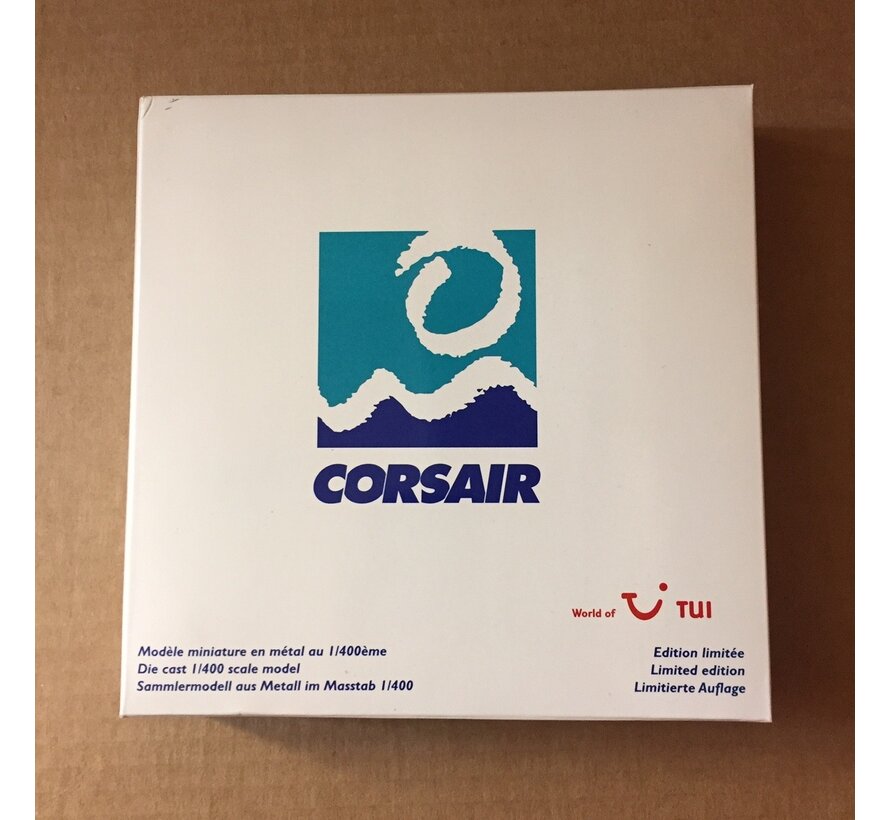 CORSAIR
World of TUI
Modèle miniature en métal au 1/400ème
Die cast 1/400 scale model
Sammlermodell aus Metall im Masstab 1/400
Edition limitée
Limited edition
Limitierte Auflage